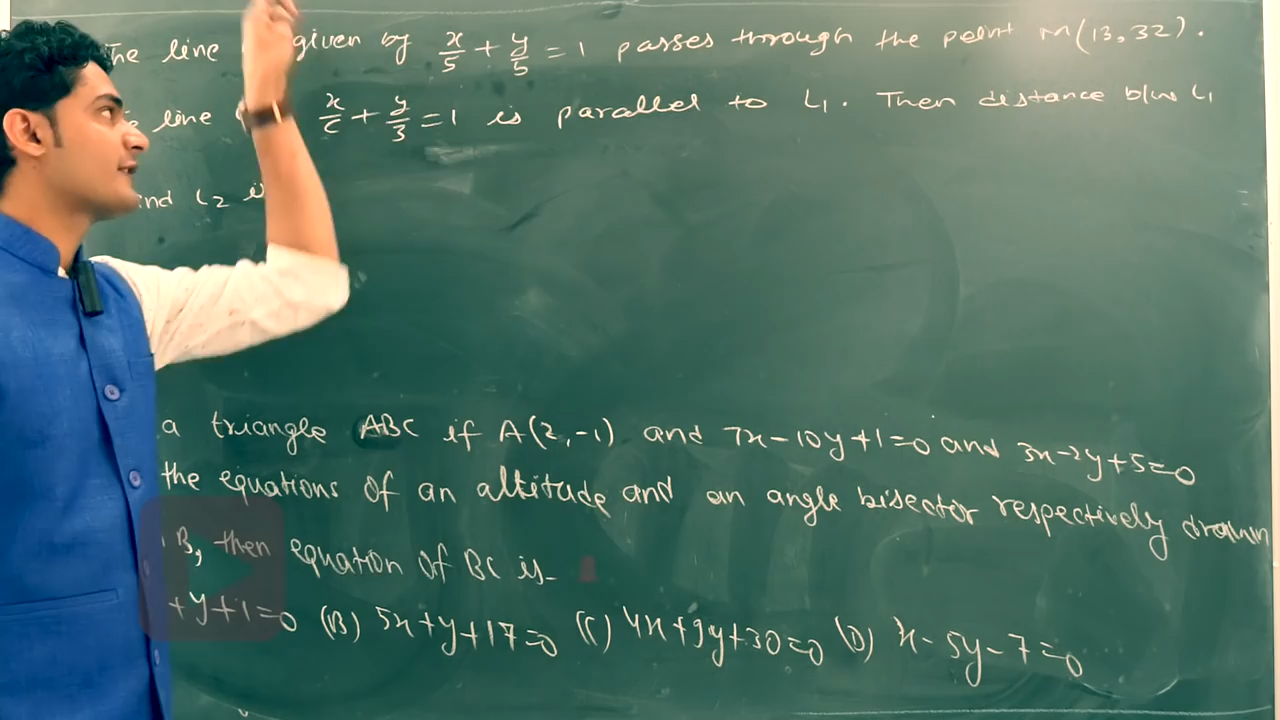 The line given by x/5 + y/5 = 1 passes through the point M(13, 32).
line x/c + y/3 = 1 is parallel to L₁. Then distance b/w L₁
and L₂
a triangle ABC if A(2,-1) and 7x-10y+1=0 and 3x-2y+5=0
the equations of an altitude and an angle bisector respectively drawn
B, then equation of BC is-
+y+1=0 (B) 5x+y+17=0 (C) 4x+9y+30=0 (D) x-5y-7=0